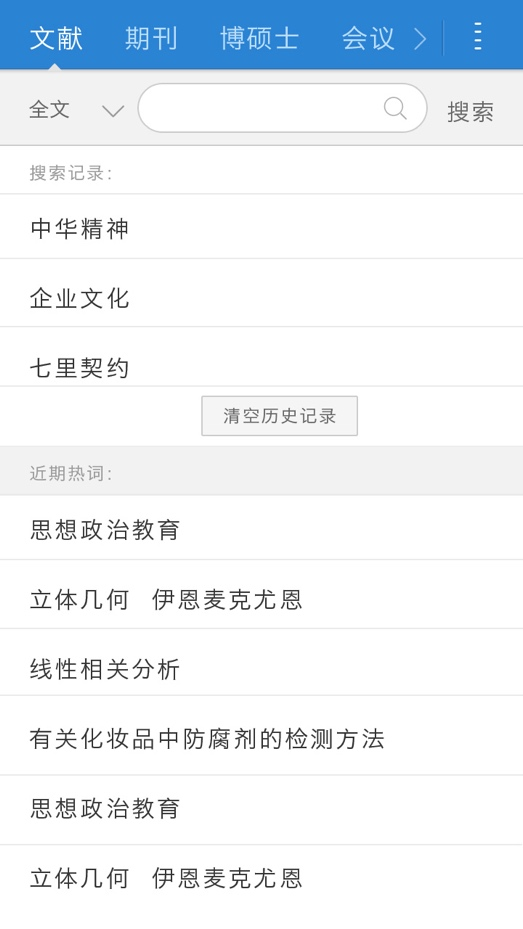 文献 期刊 博硕士 会议
全文 搜索
搜索记录:
中华精神
企业文化
七里契约
清空历史记录
近期热词:
思想政治教育
立体几何 伊恩麦克尤恩
线性相关分析
有关化妆品中防腐剂的检测方法
思想政治教育
立体几何 伊恩麦克尤恩